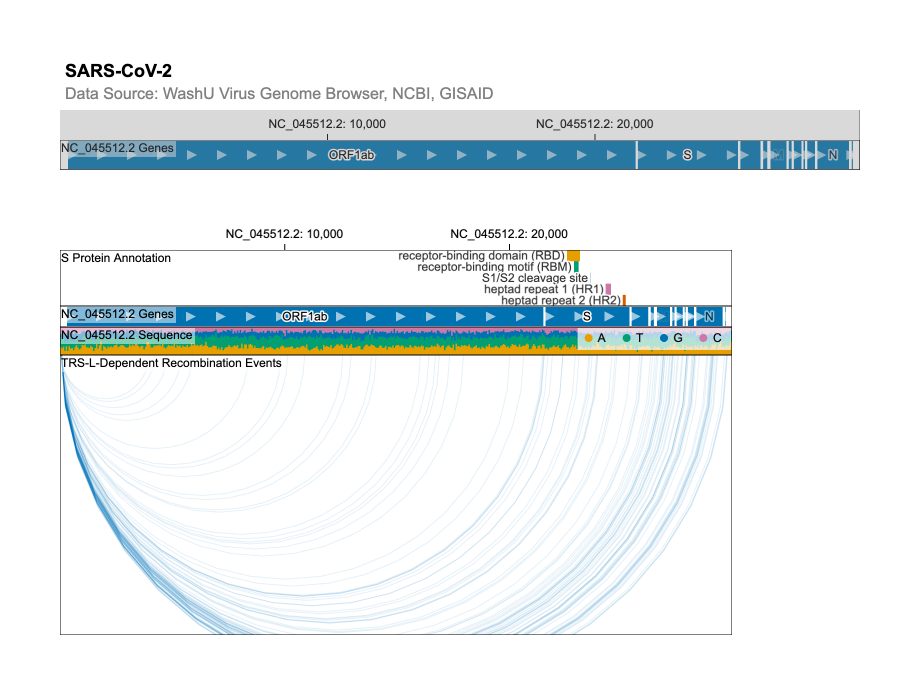 SARS-CoV-2
Data Source: WashU Virus Genome Browser, NCBI, GISAID
NC_045512.2: 10,000 NC_045512.2: 20,000
NC_045512.2 Genes ORF1ab S N
NC_045512.2: 10,000 NC_045512.2: 20,000
S Protein Annotation
receptor-binding domain (RBD)
receptor-binding motif (RBM)
S1/S2 cleavage site
heptad repeat 1 (HR1)
heptad repeat 2 (HR2)
NC_045512.2 Genes ORF1ab S N
NC_045512.2 Sequence A T G C
TRS-L-Dependent Recombination Events